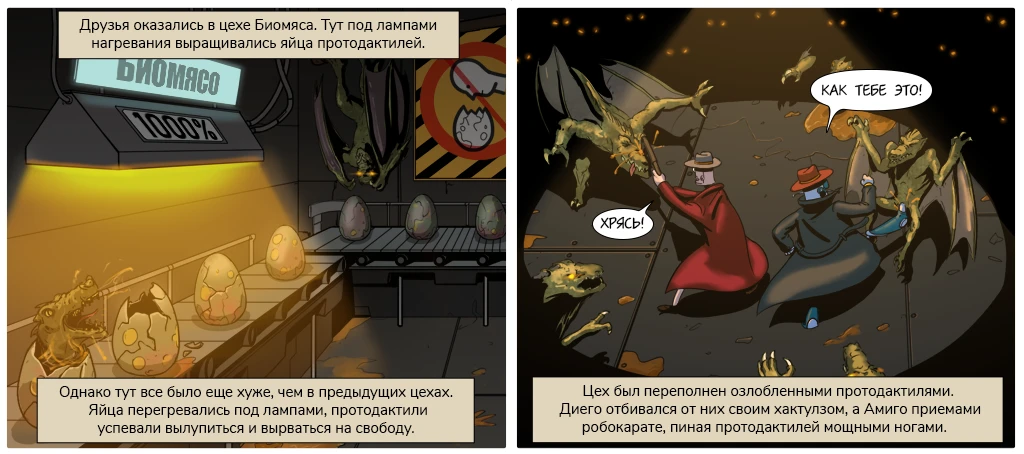 Друзья оказались в цехе Биомяса. Тут под лампами
нагревания выращивались яйца протодактилей.
БИОМЯСО
1000%
Однако тут все было еще хуже, чем в предыдущих цехах.
Яйца перегревались под лампами, протодактили
успевали вылупиться и вырваться на свободу.
КАК ТЕБЕ ЭТО!
ХРЯСЬ!
Цех был переполнен озлобленными протодактилями.
Диего отбивался от них своим хактулзом, а Амиго приемами
робокарате, пиная протодактилей мощными ногами.